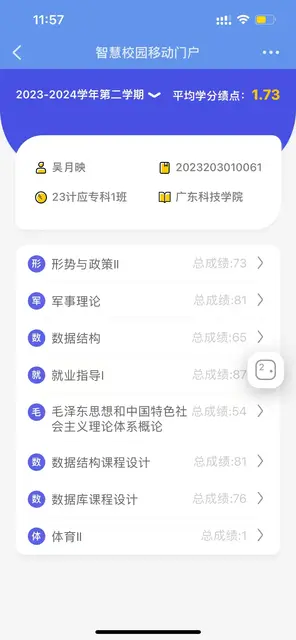 11:57
智慧校园移动门户
2023-2024学年第二学期 平均学分绩点：1.73
吴月映 2023203010061
23计应专科1班 广东科技学院
形 形势与政策II 总成绩:73
军 军事理论 总成绩:81
数 数据结构 总成绩:65
就 就业指导I 总成绩:87
2
毛 毛泽东思想和中国特色社 总成绩:54
会主义理论体系概论
数 数据结构课程设计 总成绩:81
数 数据库课程设计 总成绩:76
体 体育II 总成绩:1